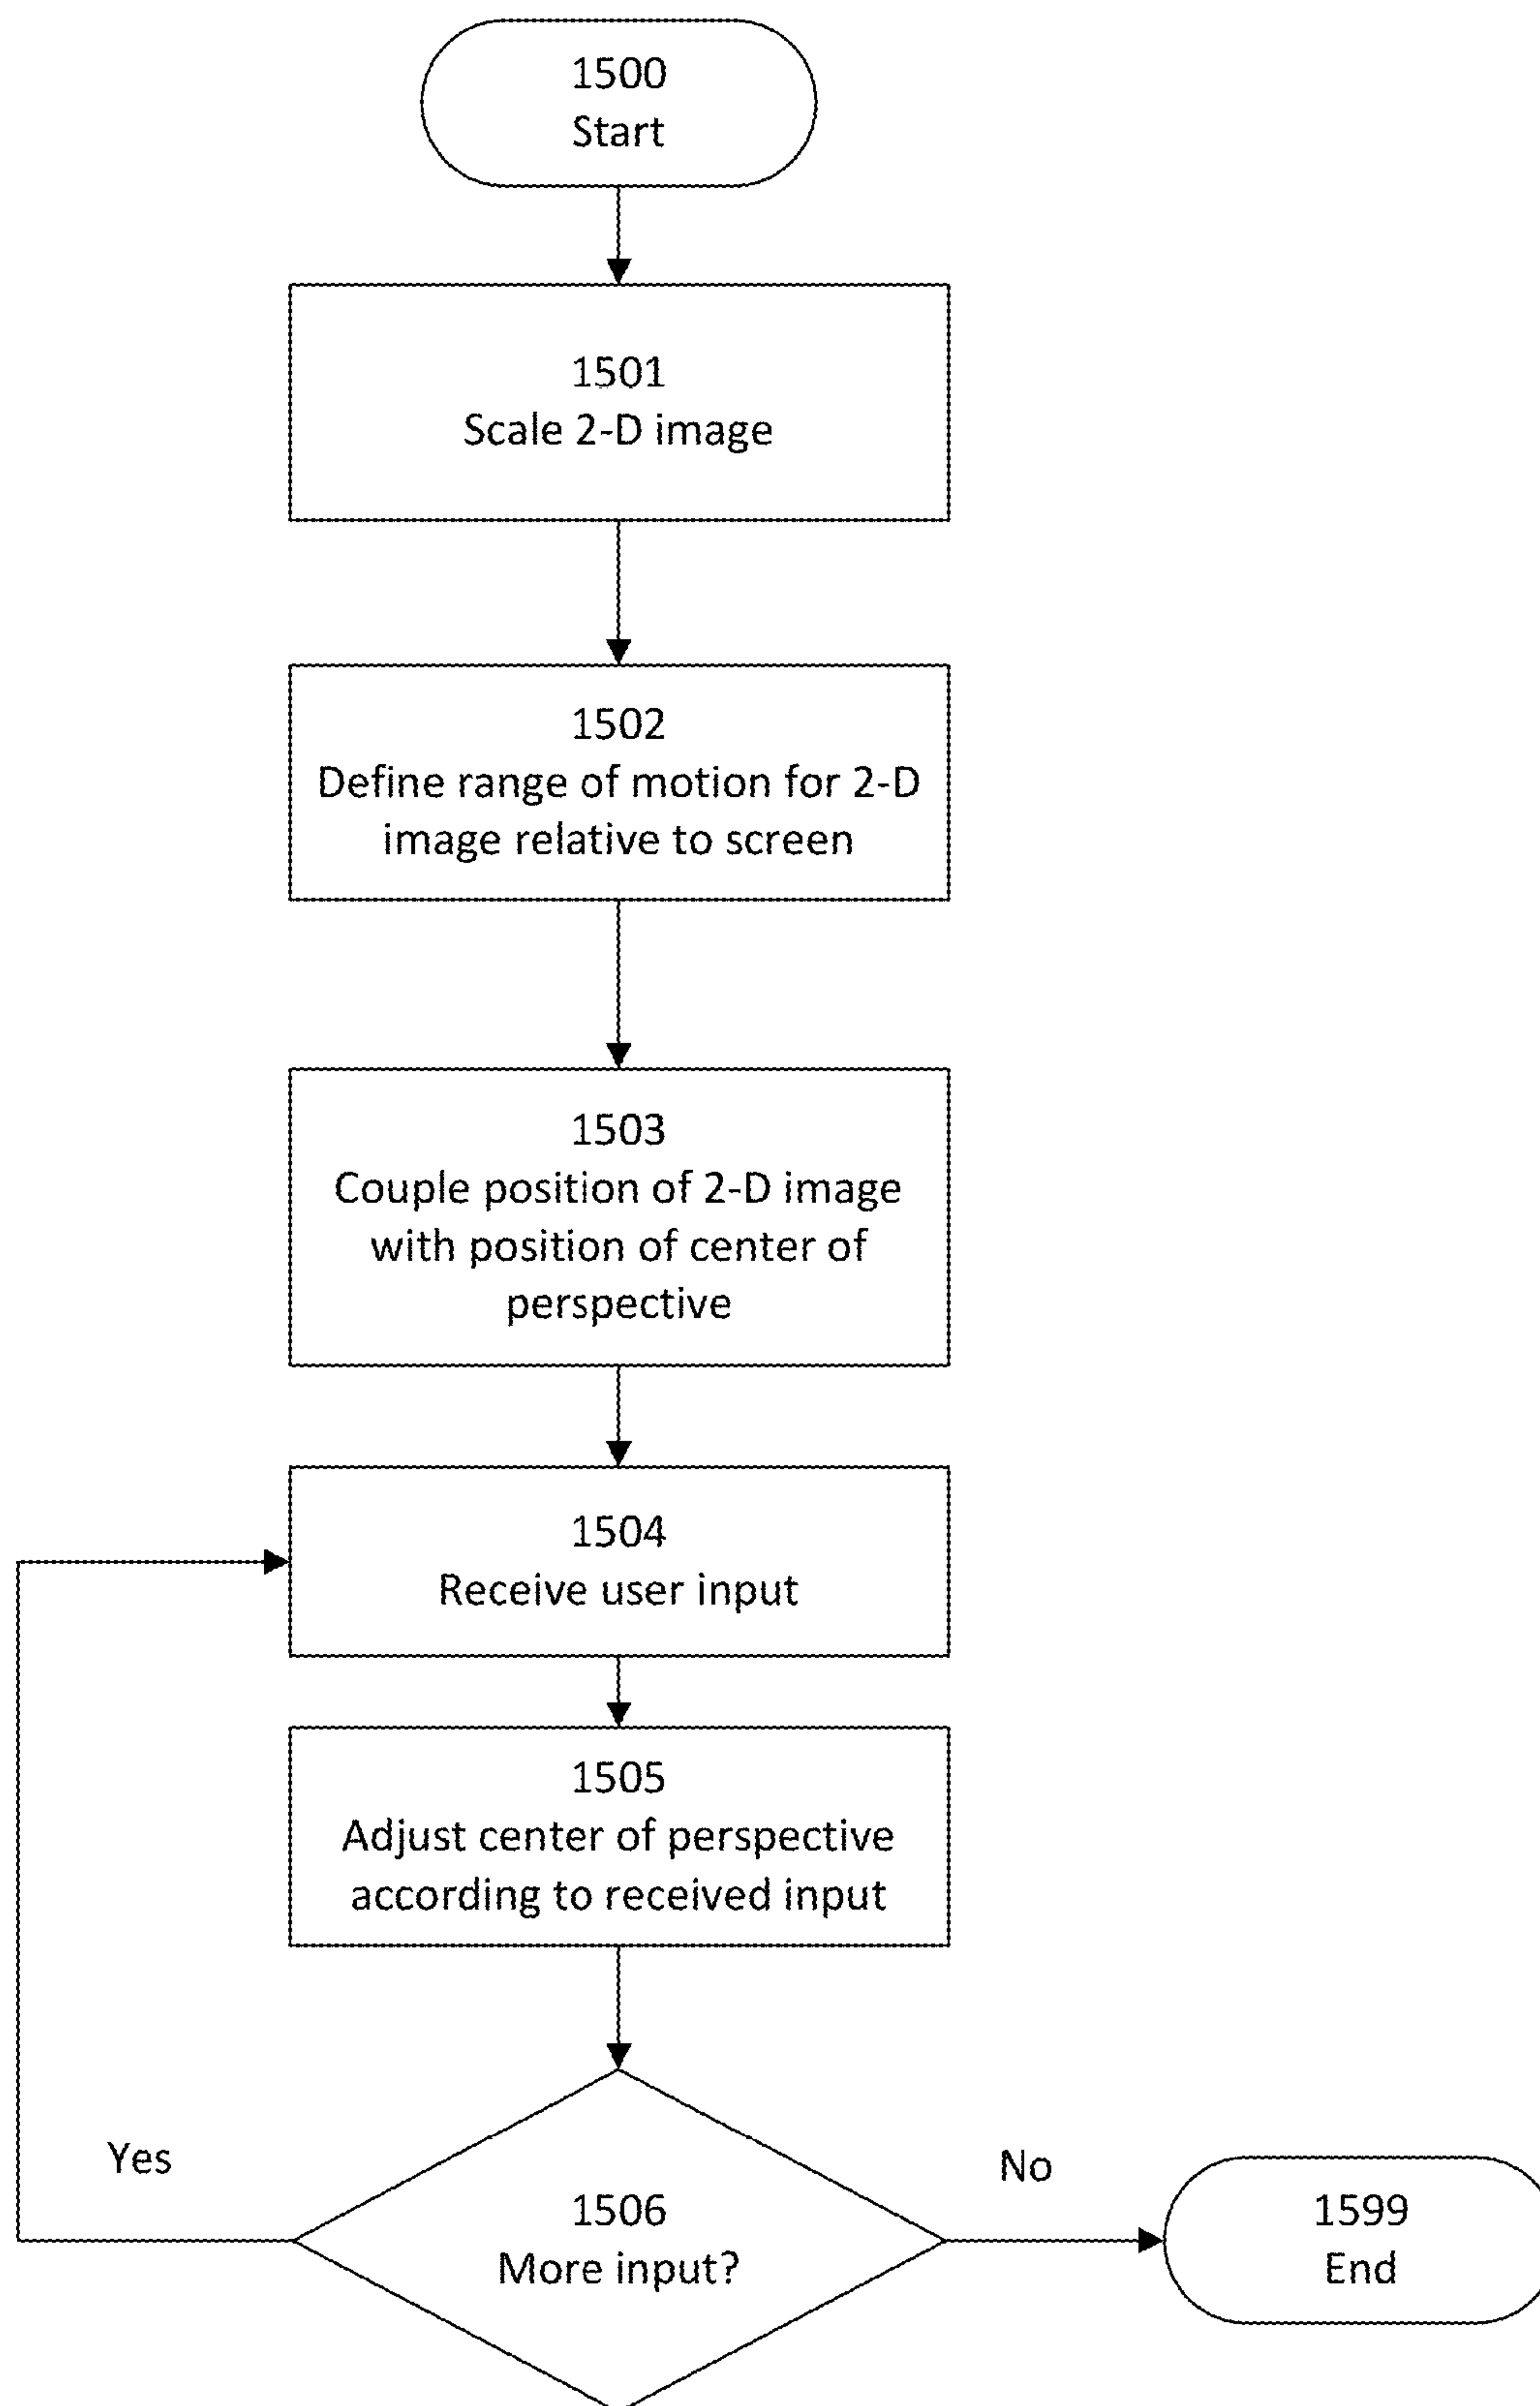 1500
Start
1501
Scale 2-D image
1502
Define range of motion for 2-D
image relative to screen
1503
Couple position of 2-D image
with position of center of
perspective
1504
Receive user input
1505
Adjust center of perspective
according to received input
Yes
No
1506
More input?
1599
End